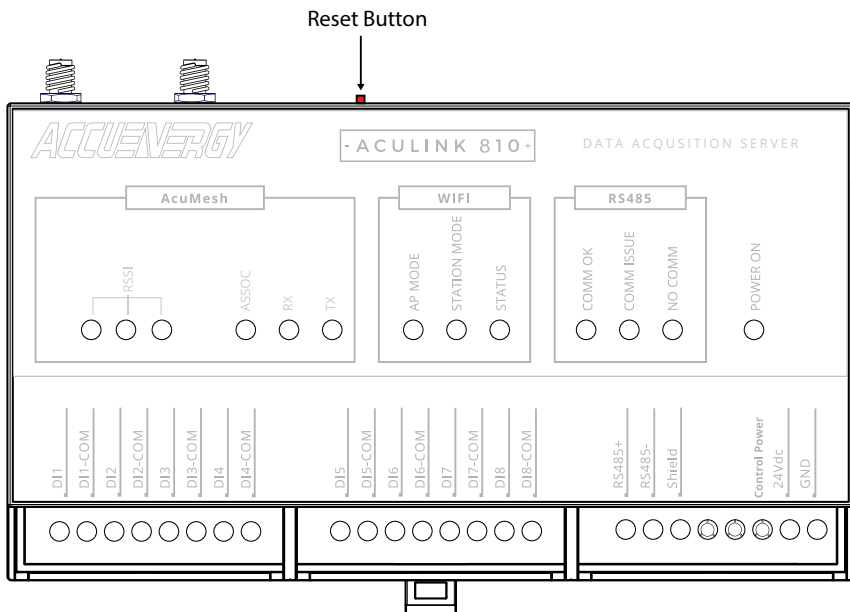 Reset Button
ACCUENERGY
- ACULINK 810 +
DATA ACQUSITION SERVER
AcuMesh
WIFI
RS485
RSSI
ASSOC
RX
TX
AP MODE
STATION MODE
STATUS
COMM OK
COMM ISSUE
NO COMM
POWER ON
DI1
DI1-COM
DI2
DI2-COM
DI3
DI3-COM
DI4
DI4-COM
DI5
DI5-COM
DI6
DI6-COM
DI7
DI7-COM
DI8
DI8-COM
RS485+
RS485-
Shield
Control Power
24Vdc
GND